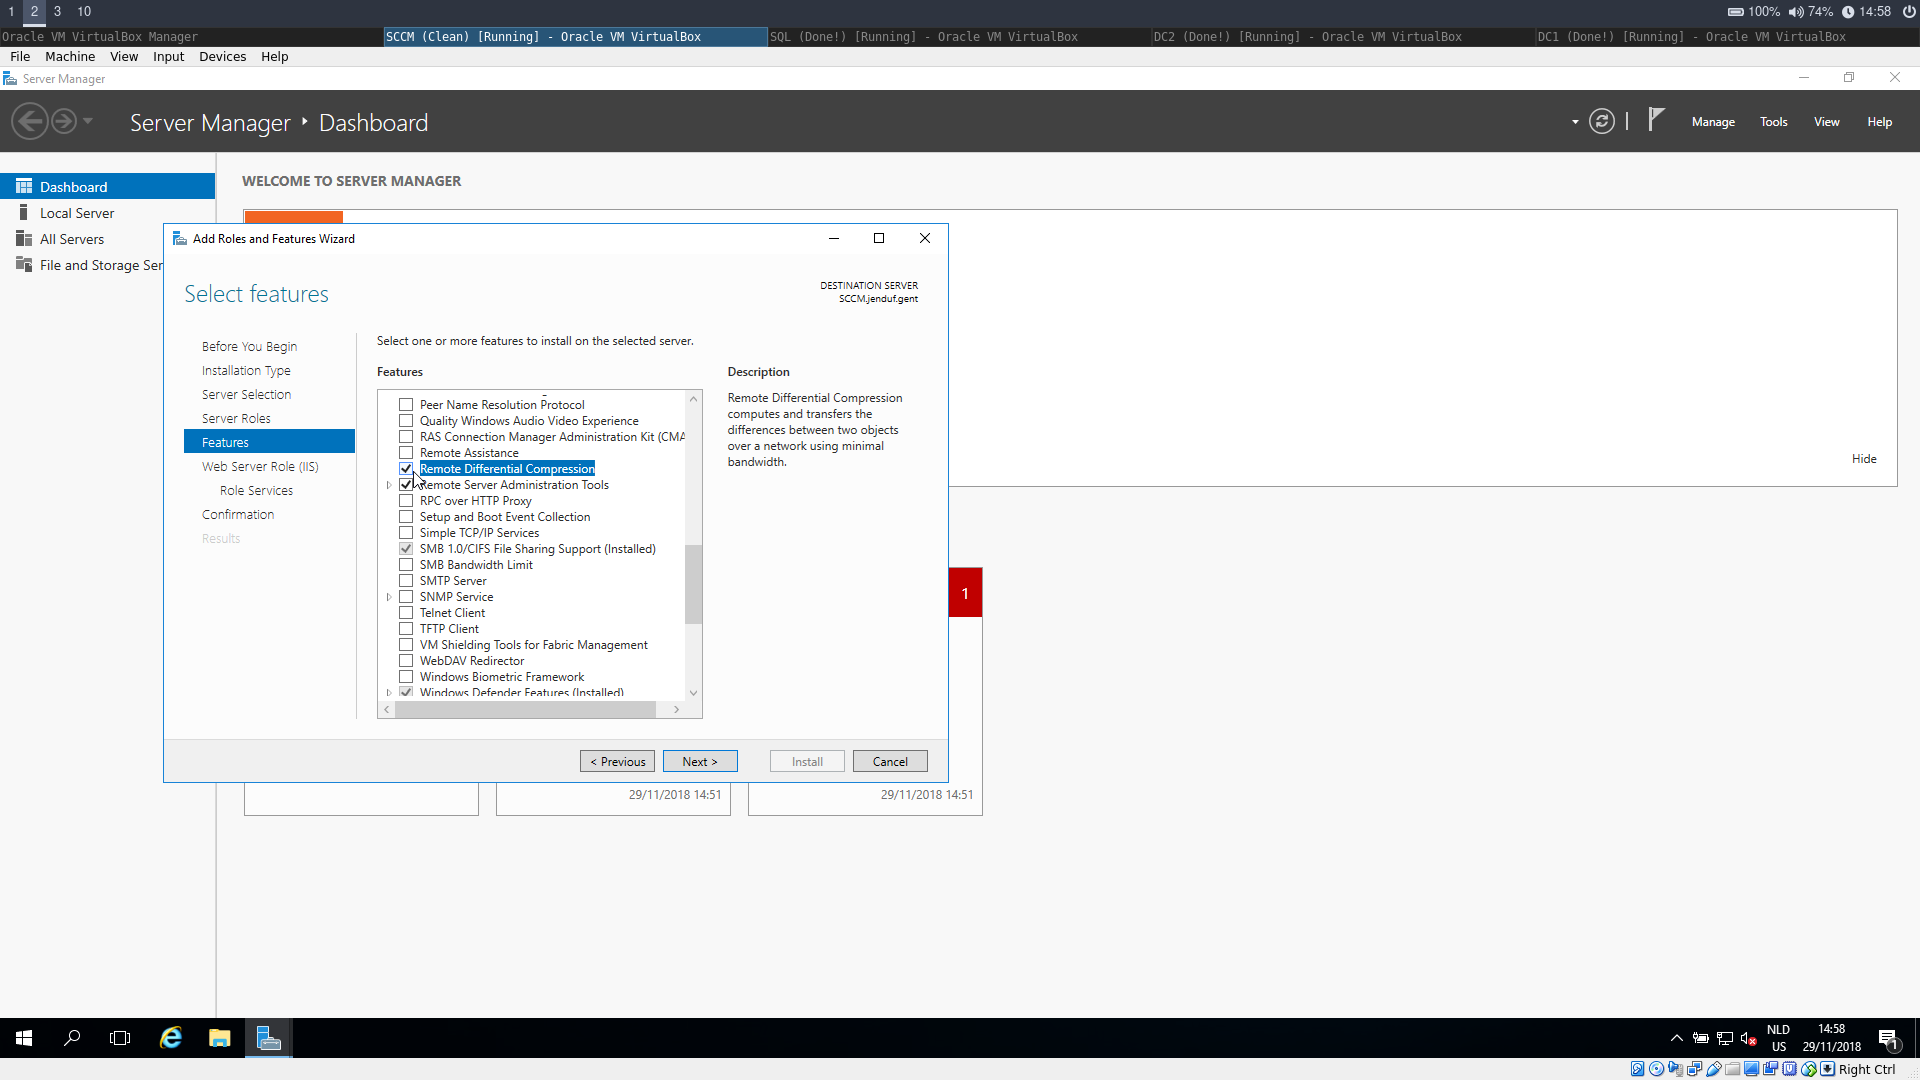 1 2 3 10
100% 74% 14:58
Oracle VM VirtualBox Manager
SCCM (Clean) [Running] - Oracle VM VirtualBox
SQL (Done!) [Running] - Oracle VM VirtualBox
DC2 (Done!) [Running] - Oracle VM VirtualBox
DC1 (Done!) [Running] - Oracle VM VirtualBox
File Machine View Input Devices Help
Server Manager
Server Manager ‣ Dashboard
Manage Tools View Help
Dashboard
Local Server
All Servers
File and Storage Ser
WELCOME TO SERVER MANAGER
Add Roles and Features Wizard
Select features
DESTINATION SERVER
SCCM.jenduf.gent
Before You Begin
Installation Type
Server Selection
Server Roles
Features
Web Server Role (IIS)
Role Services
Confirmation
Results
Select one or more features to install on the selected server.
Features
Peer Name Resolution Protocol
Quality Windows Audio Video Experience
RAS Connection Manager Administration Kit (CMA
Remote Assistance
Remote Differential Compression
Remote Server Administration Tools
RPC over HTTP Proxy
Setup and Boot Event Collection
Simple TCP/IP Services
SMB 1.0/CIFS File Sharing Support (Installed)
SMB Bandwidth Limit
SMTP Server
SNMP Service
Telnet Client
TFTP Client
VM Shielding Tools for Fabric Management
WebDAV Redirector
Windows Biometric Framework
Windows Defender Features (Installed)
Description
Remote Differential Compression
computes and transfers the
differences between two objects
over a network using minimal
bandwidth.
< Previous
Next >
Install
Cancel
Hide
1
29/11/2018 14:51
29/11/2018 14:51
NLD
US
14:58
29/11/2018
1
Right Ctrl